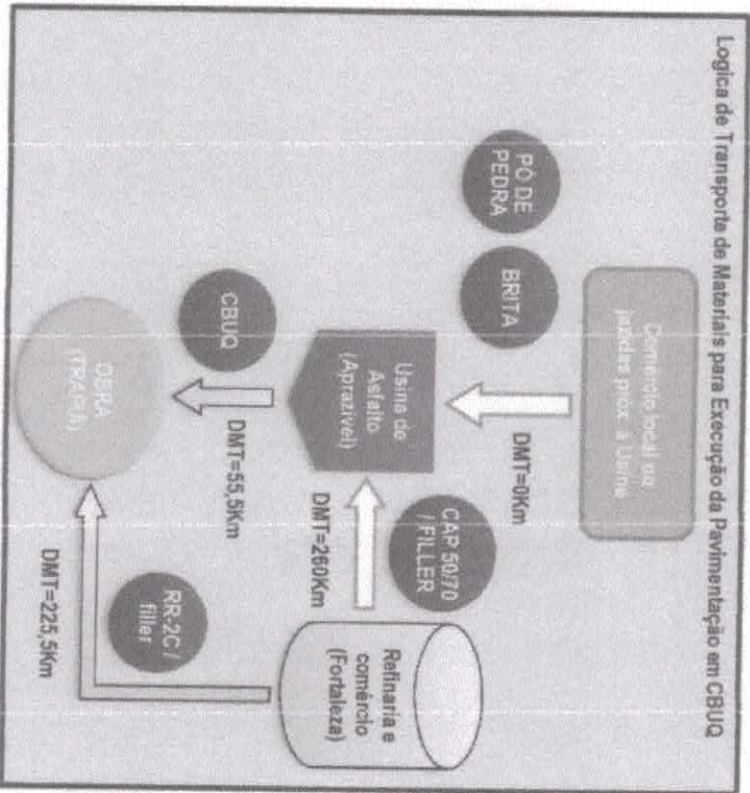 Logica de Transporte de Materiais para Execução da Pavimentação em CBUQ
Comércio local ou
jazidas próx. à Usina
PÓ DE
PEDRA
BRITA
DMT=0Km
Usina de
Asfalto
(Aprazível)
CAP 50/70
/ FILLER
DMT=260Km
Refinaria e
comércio
(Fortaleza)
CBUQ
DMT=55,5Km
OBRA
(TRAPIÁ)
RR-2C /
filler
DMT=225,5Km